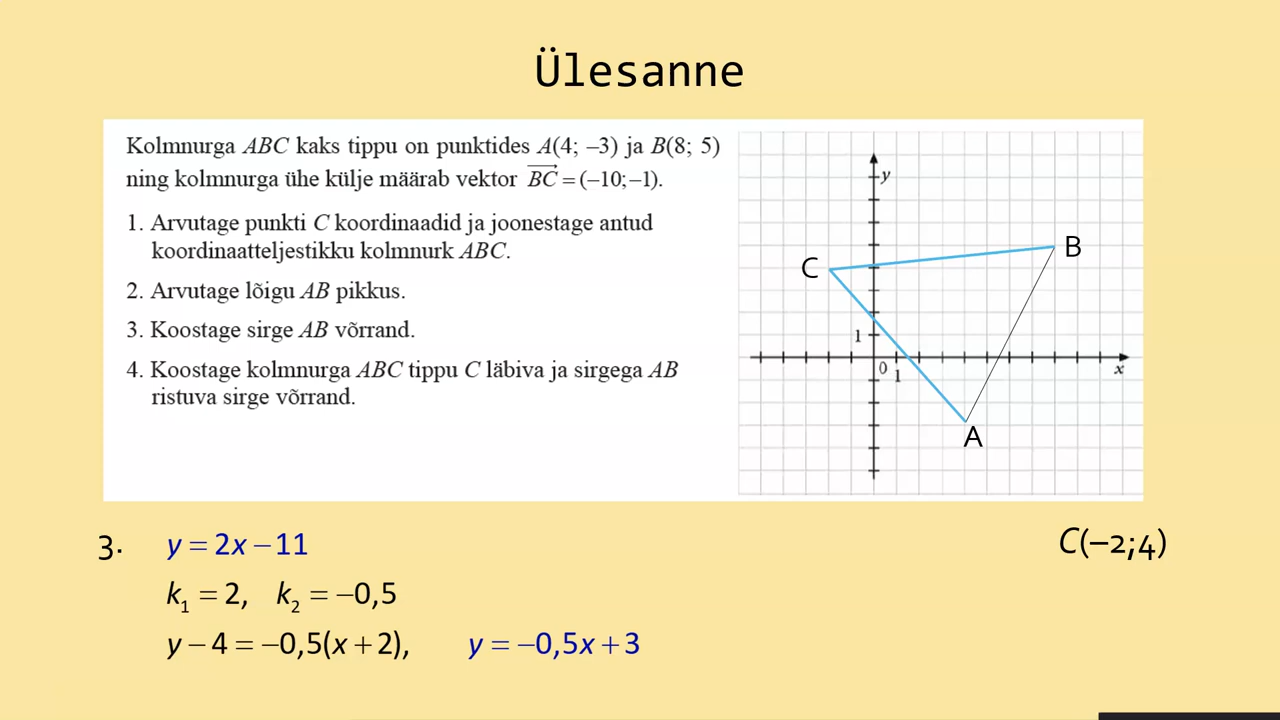 Ülesanne
Kolmnurga ABC kaks tippu on punktides A(4; –3) ja B(8; 5)
ning kolmnurga ühe külje määrab vektor \overrightarrow{BC} = (−10;−1).
1. Arvutage punkti C koordinaadid ja joonestage antud
koordinaatteljestikku kolmnurk ABC.
2. Arvutage lõigu AB pikkus.
3. Koostage sirge AB võrrand.
4. Koostage kolmnurga ABC tippu C läbiva ja sirgega AB
ristuva sirge võrrand.
y
B
C
1
0
1
x
A
3. y = 2x − 11
C(−2;4)
k₁ = 2, k₂ = −0,5
y − 4 = −0,5(x + 2), y = −0,5x + 3